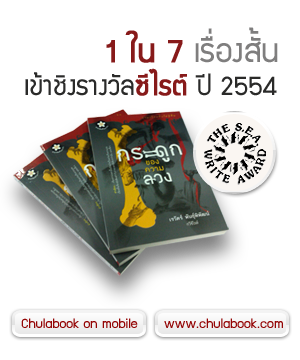 1 ใน 7 เรื่องสั้น
เข้าชิงรางวัลซีไรต์ ปี 2554
กระดูก
ของ
ความ
ลวง
THE S.E.A.
WRITE AWARD
Chulabook on mobile
www.chulabook.com